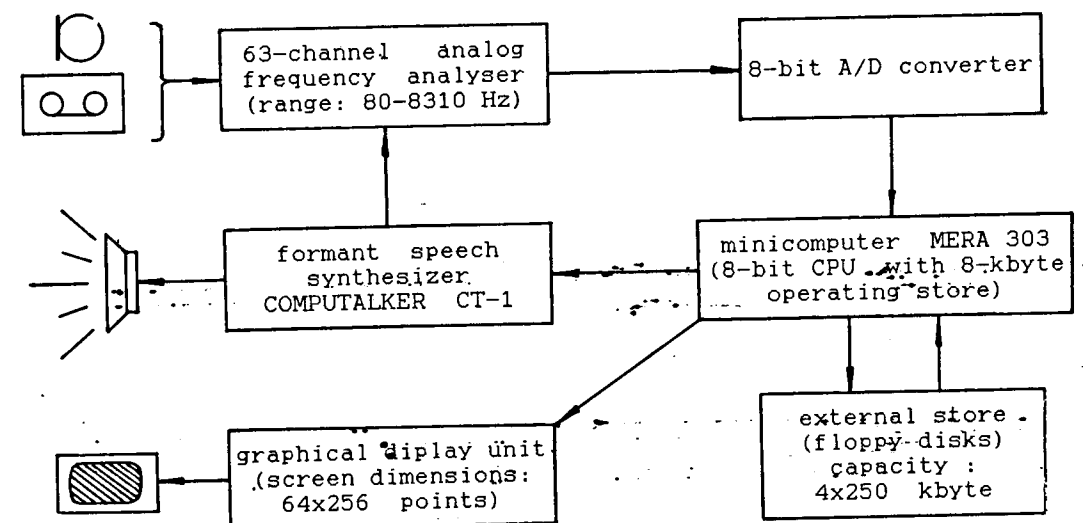 63-channel analog
frequency analyser
(range: 80-8310 Hz)
8-bit A/D converter
formant speech
synthesizer
COMPUTALKER CT-1
minicomputer MERA 303
(8-bit CPU with 8-kbyte
operating store)
graphical diplay unit
(screen dimensions:
64x256 points)
external store
(floppy disks)
capacity :
4x250 kbyte